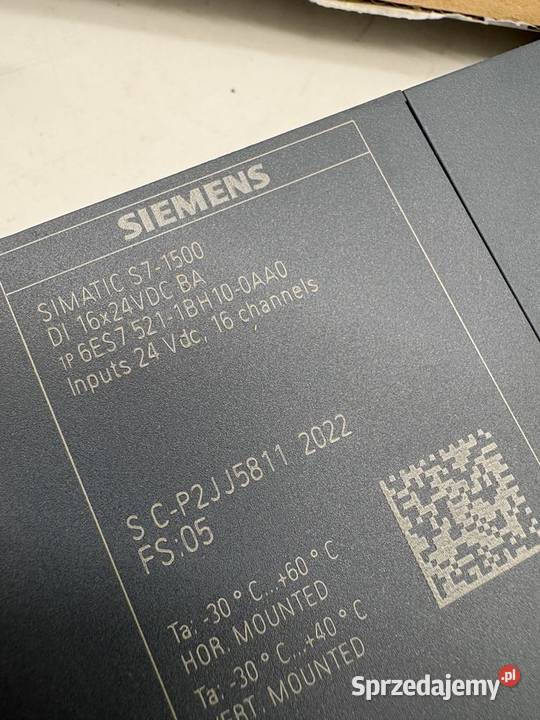 SIEMENS
SIMATIC S7-1500
DI 16x24VDC BA
1P 6ES7 521-1BH10-0AA0
Inputs 24 Vdc, 16 channels
S C-P2JJ5811 2022
FS:05
Ta: -30 ° C...+60 ° C
HOR. MOUNTED
Ta: -30 ° C...+40 ° C
VERT. MOUNTED
Sprzedajemy.pl